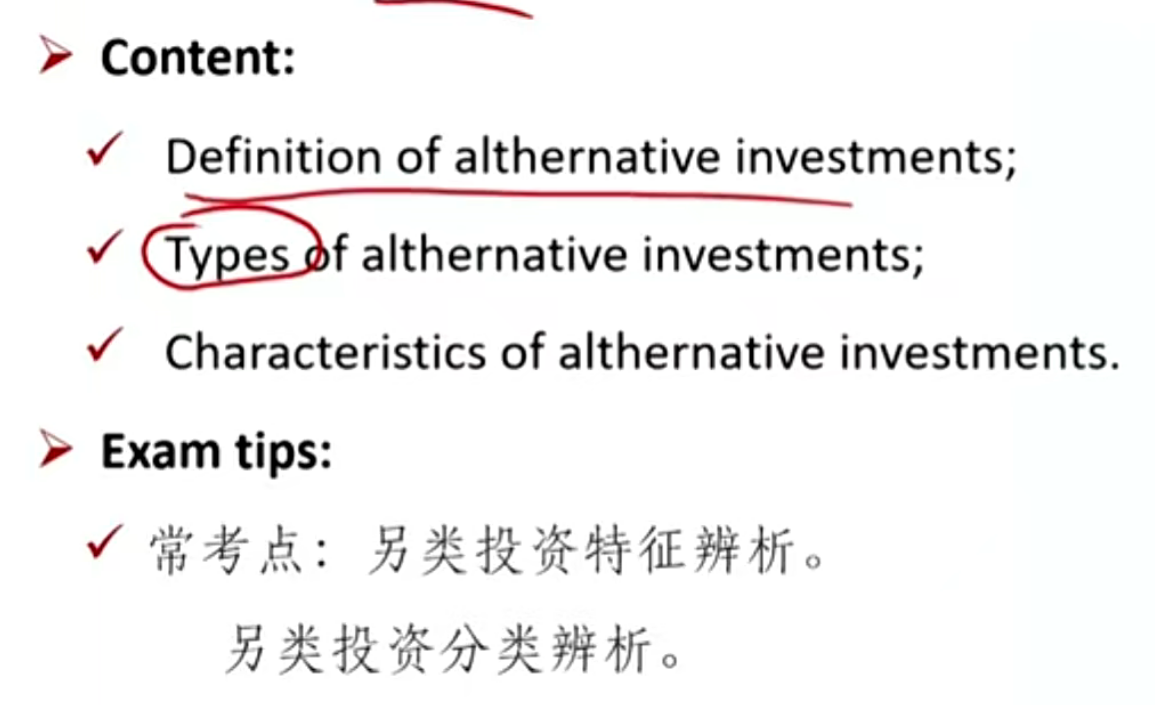 Content:
Definition of althernative investments;
Types of althernative investments;
Characteristics of althernative investments.
Exam tips:
常考点：另类投资特征辨析。
另类投资分类辨析。